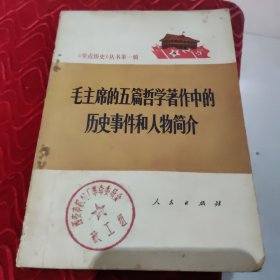 《学点历史》丛书第一辑
毛主席的五篇哲学著作中的
历史事件和人物简介
人民出版社